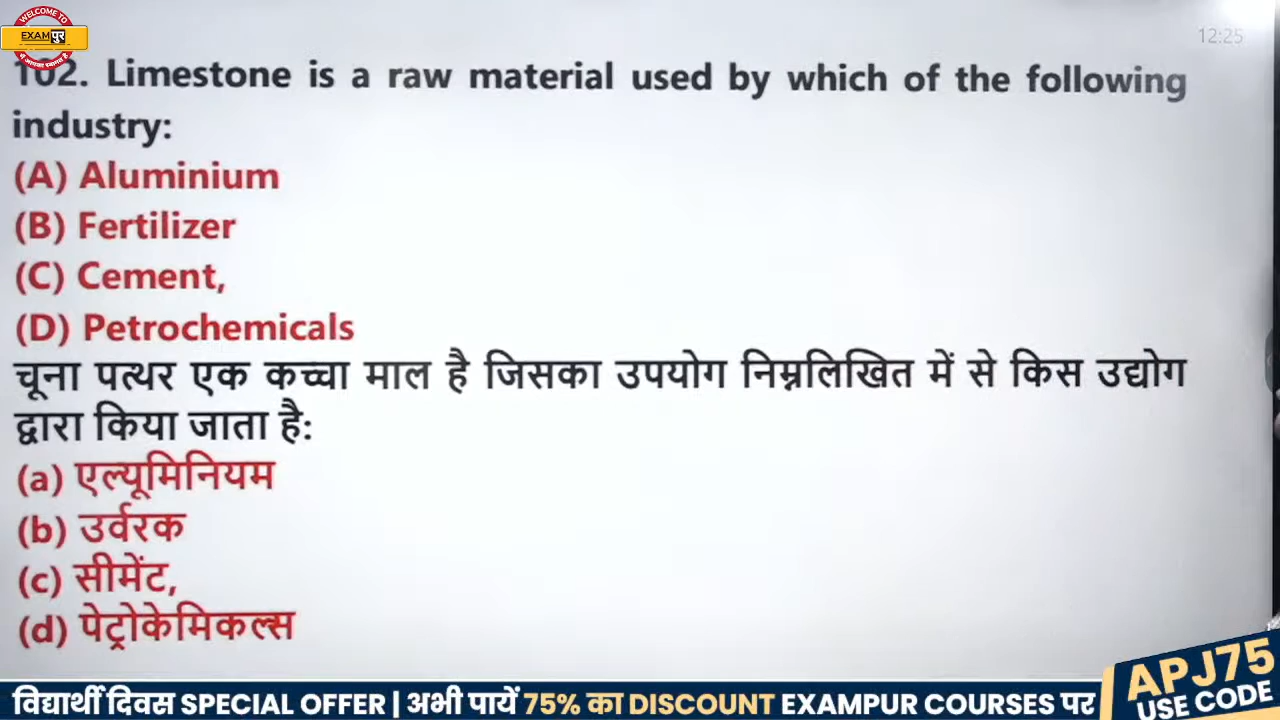 WELCOME TO
EXAMपुर
में आपका स्वागत है
12:25
102. Limestone is a raw material used by which of the following
industry:
(A) Aluminium
(B) Fertilizer
(C) Cement,
(D) Petrochemicals
चूना पत्थर एक कच्चा माल है जिसका उपयोग निम्नलिखित में से किस उद्योग
द्वारा किया जाता है:
(a) एल्यूमिनियम
(b) उर्वरक
(c) सीमेंट,
(d) पेट्रोकेमिकल्स
विद्यार्थी दिवस SPECIAL OFFER | अभी पायें 75% का DISCOUNT EXAMPUR COURSES पर
APJ75
USE CODE